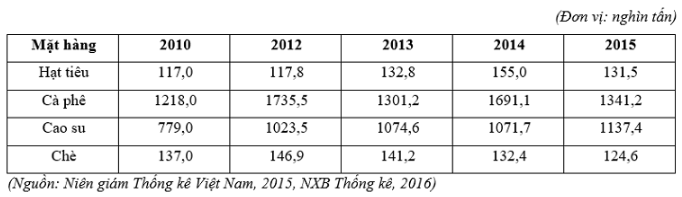 (Đơn vị: nghìn tấn)
Mặt hàng 2010 2012 2013 2014 2015
Hạt tiêu 117,0 117,8 132,8 155,0 131,5
Cà phê 1218,0 1735,5 1301,2 1691,1 1341,2
Cao su 779,0 1023,5 1074,6 1071,7 1137,4
Chè 137,0 146,9 141,2 132,4 124,6
(Nguồn: Niên giám Thống kê Việt Nam, 2015, NXB Thống kê, 2016)